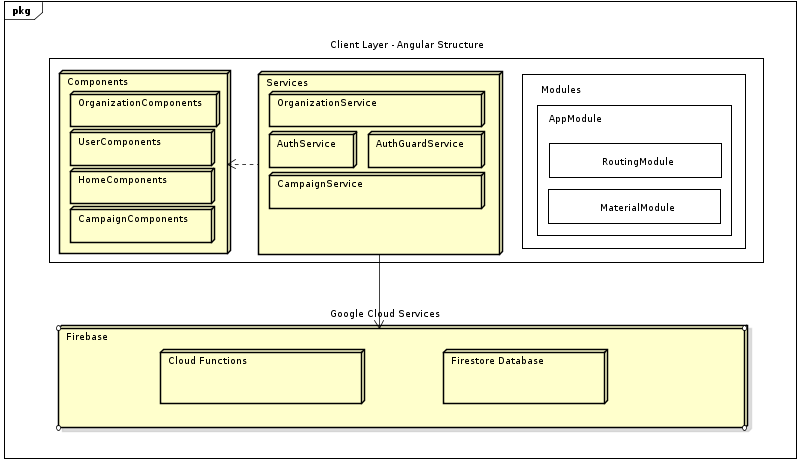 pkg
Client Layer - Angular Structure
Components
OrganizationComponents
UserComponents
HomeComponents
CampaignComponents
Services
OrganizationService
AuthService
AuthGuardService
CampaignService
Modules
AppModule
RoutingModule
MaterialModule
Google Cloud Services
Firebase
Cloud Functions
Firestore Database